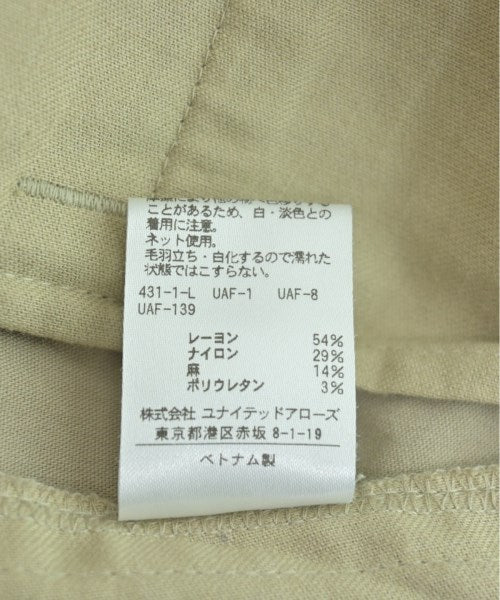 ことがあるため、白・淡色との
着用に注意。
ネット使用。
毛羽立ち・白化するので濡れた
状態ではこすらない。
431-1-L UAF-1 UAF-8
UAF-139
レーヨン 54%
ナイロン 29%
麻 14%
ポリウレタン 3%
株式会社 ユナイテッドアローズ
東京都港区赤坂 8-1-19
ベトナム製